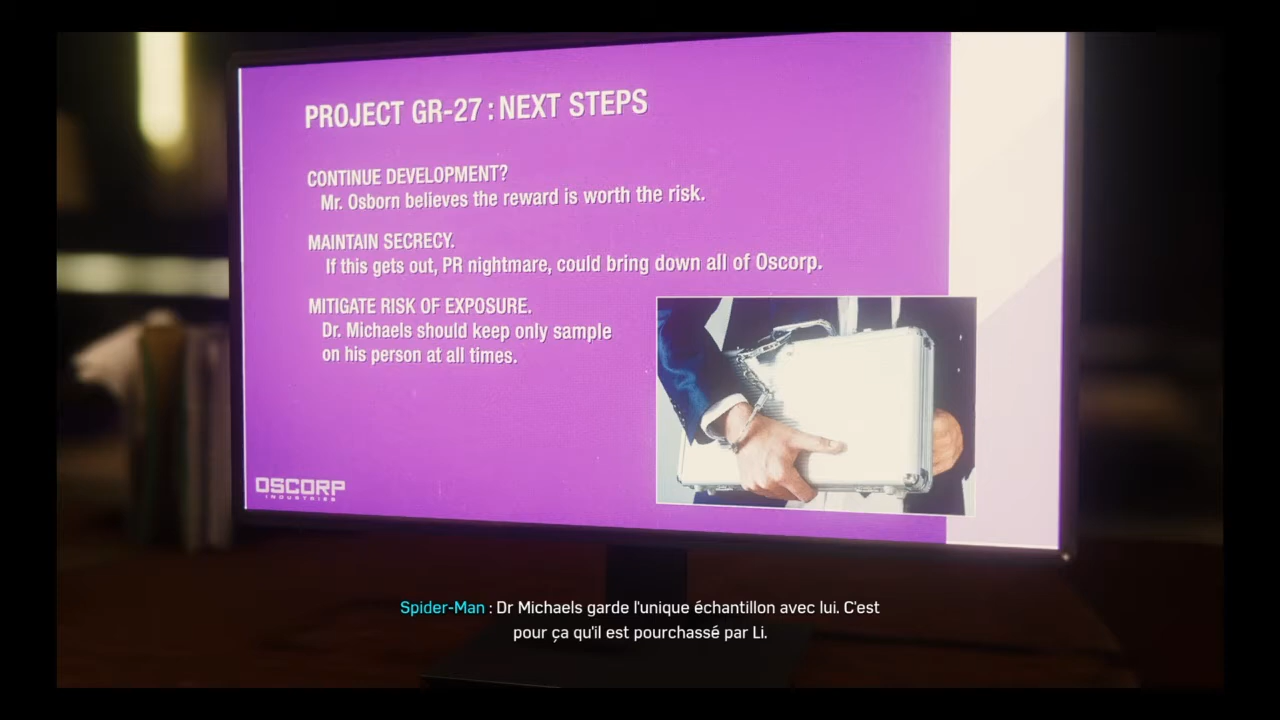 PROJECT GR-27 : NEXT STEPS
CONTINUE DEVELOPMENT?
Mr. Osborn believes the reward is worth the risk.
MAINTAIN SECRECY.
If this gets out, PR nightmare, could bring down all of Oscorp.
MITIGATE RISK OF EXPOSURE.
Dr. Michaels should keep only sample
on his person at all times.
OSCORP
INDUSTRIES
Spider-Man : Dr Michaels garde l'unique échantillon avec lui. C'est
pour ça qu'il est pourchassé par Li.